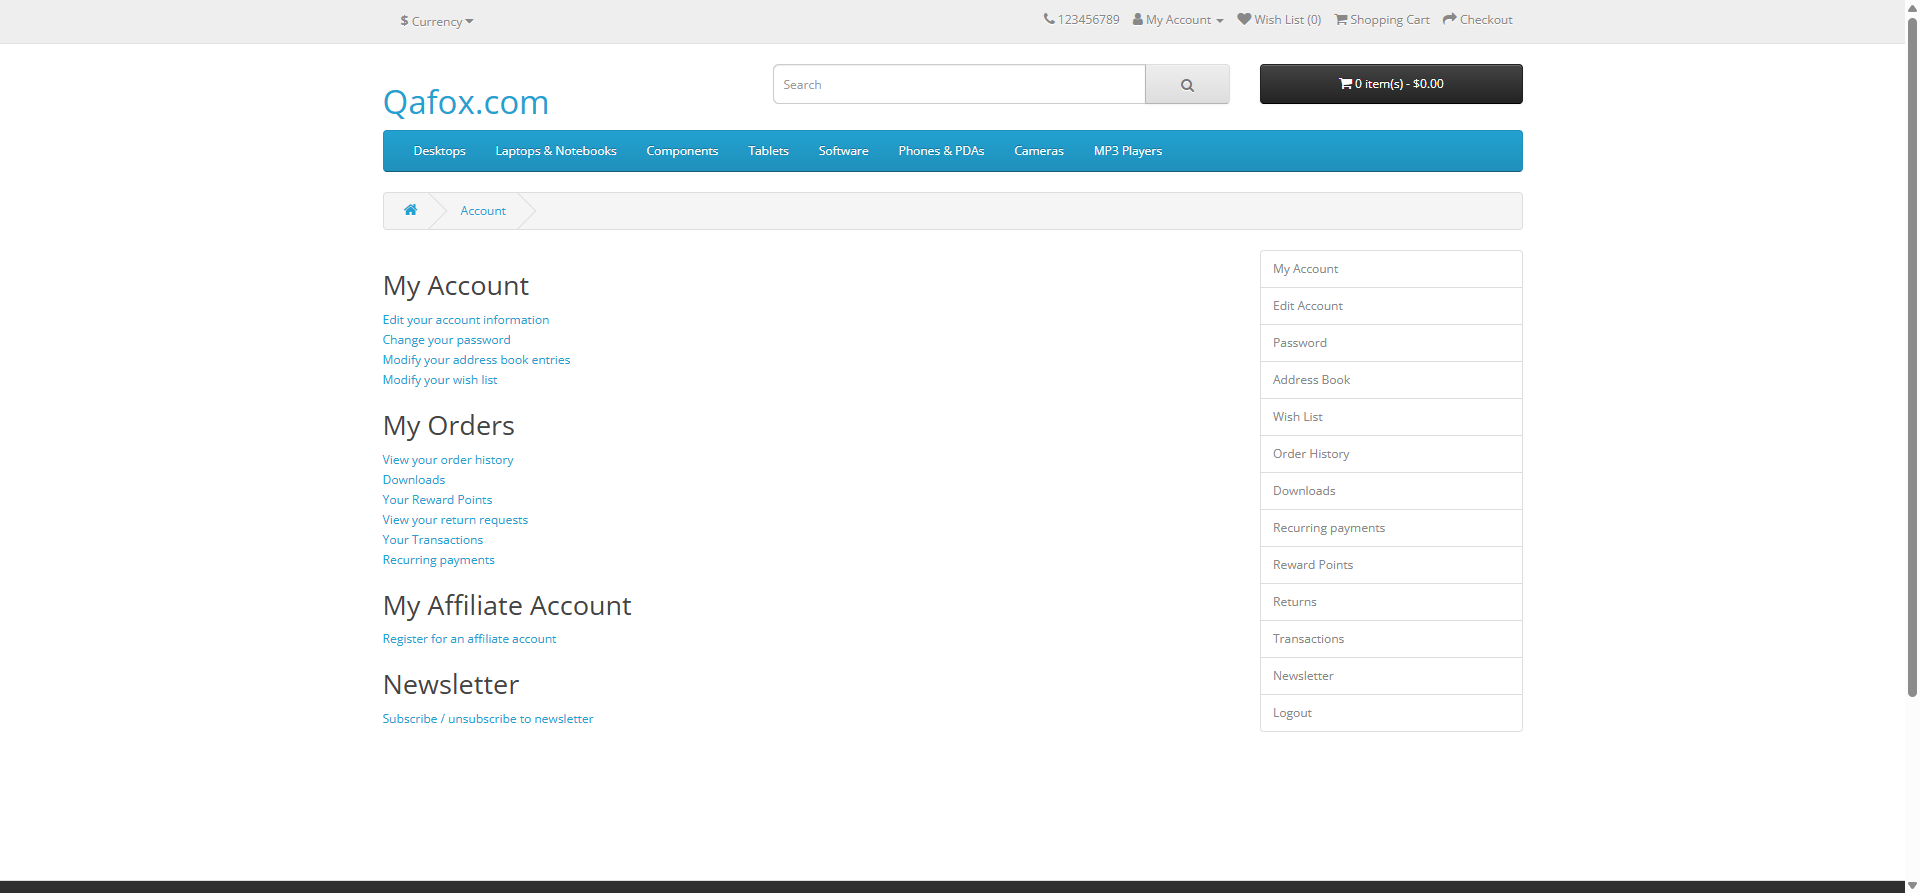 $ Currency
123456789 My Account Wish List (0) Shopping Cart Checkout
Qafox.com
Search
0 item(s) - $0.00
Desktops Laptops & Notebooks Components Tablets Software Phones & PDAs Cameras MP3 Players
Account
My Account
Edit your account information
Change your password
Modify your address book entries
Modify your wish list
My Orders
View your order history
Downloads
Your Reward Points
View your return requests
Your Transactions
Recurring payments
My Affiliate Account
Register for an affiliate account
Newsletter
Subscribe / unsubscribe to newsletter
My Account
Edit Account
Password
Address Book
Wish List
Order History
Downloads
Recurring payments
Reward Points
Returns
Transactions
Newsletter
Logout